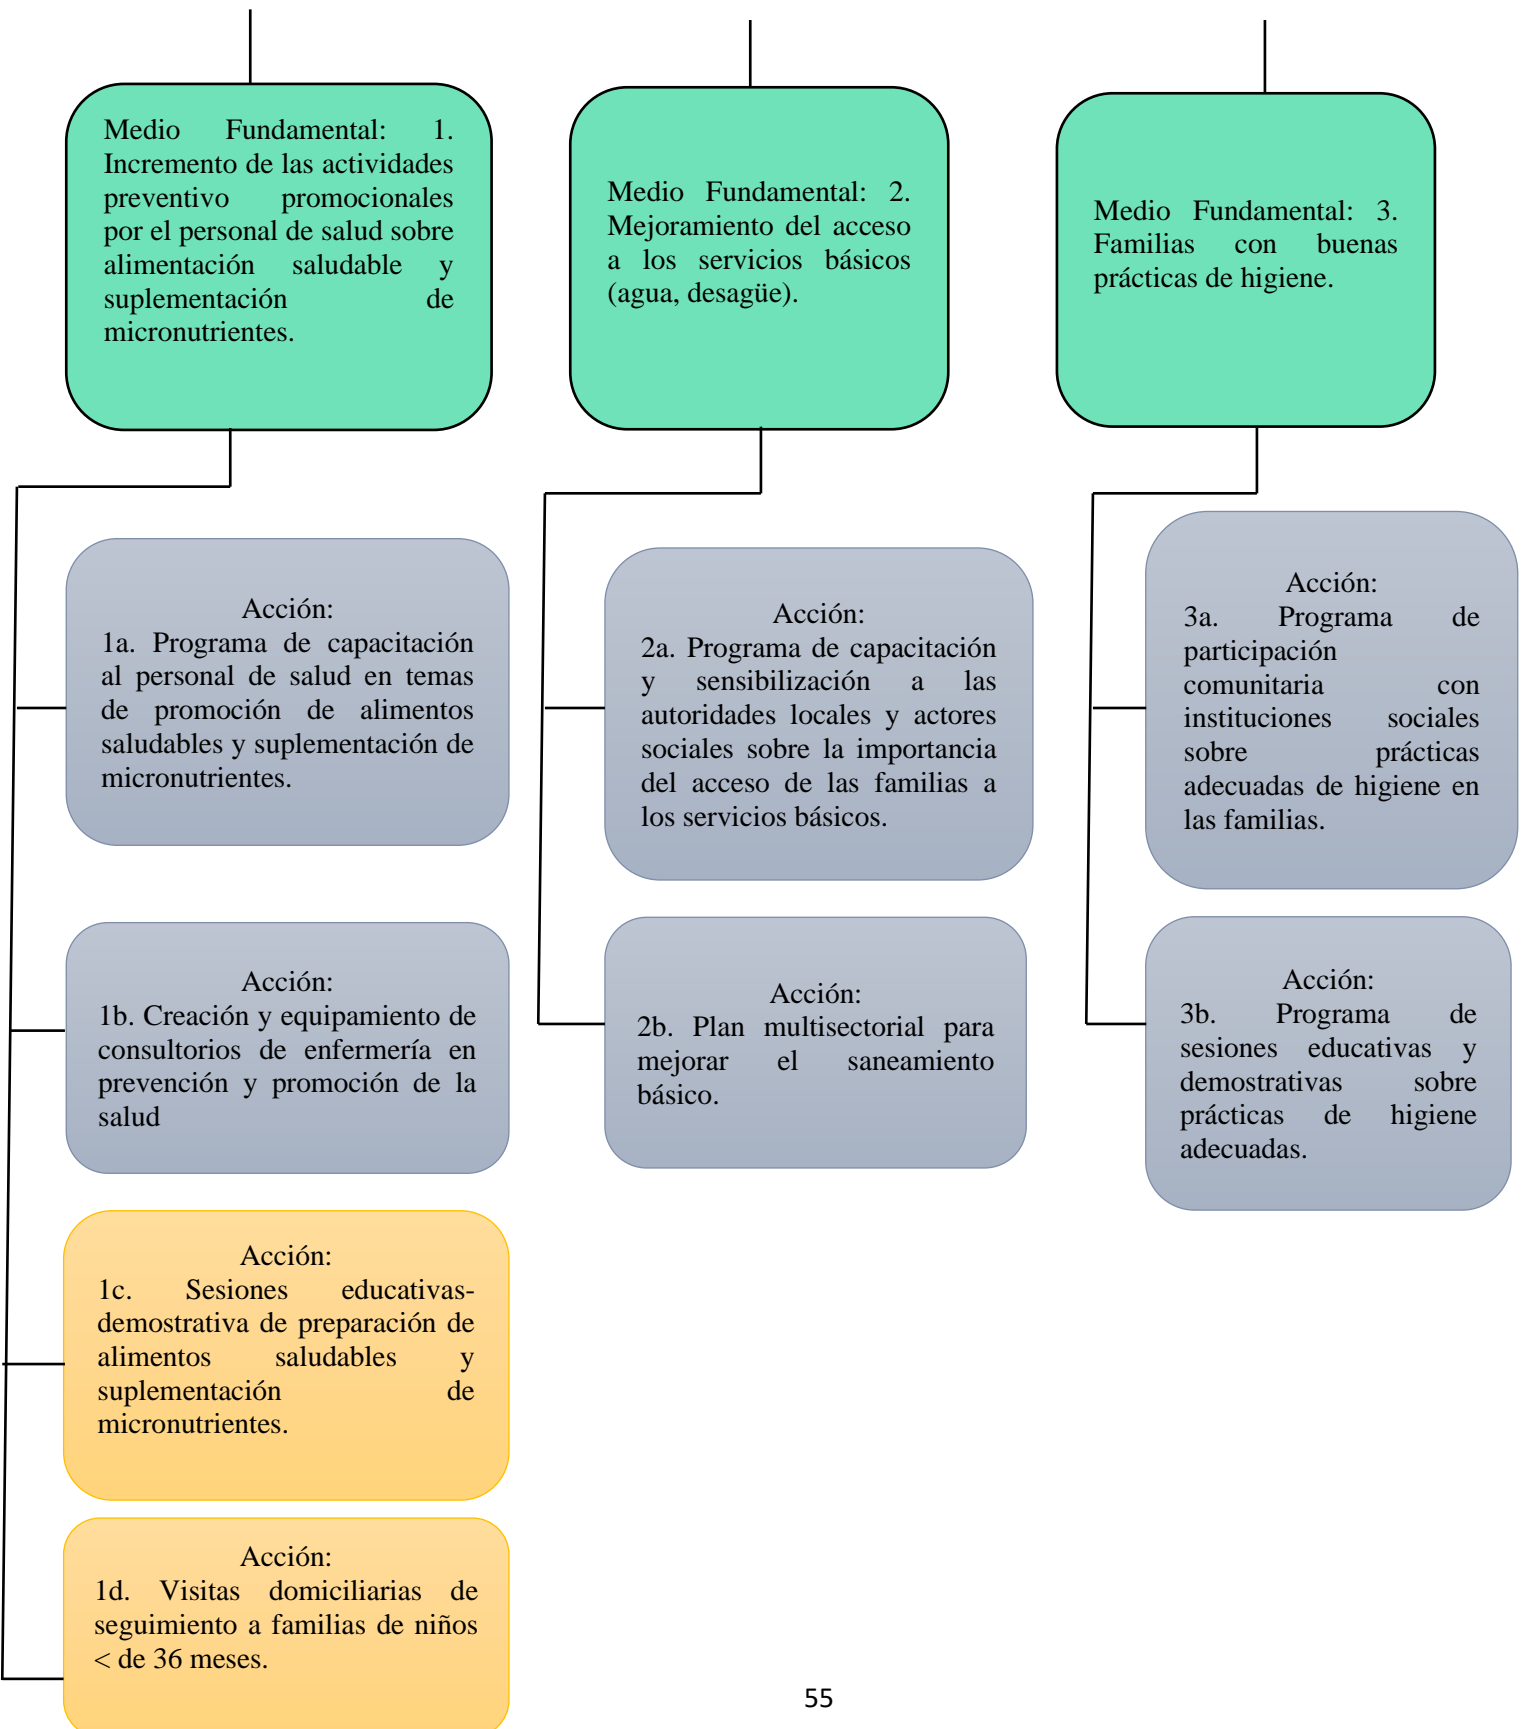 Medio Fundamental: 1.
Incremento de las actividades
preventivo promocionales
por el personal de salud sobre
alimentación saludable y
suplementación de
micronutrientes.
Medio Fundamental: 2.
Mejoramiento del acceso
a los servicios básicos
(agua, desagüe).
Medio Fundamental: 3.
Familias con buenas
prácticas de higiene.
Acción:
1a. Programa de capacitación
al personal de salud en temas
de promoción de alimentos
saludables y suplementación de
micronutrientes.
Acción:
2a. Programa de capacitación
y sensibilización a las
autoridades locales y actores
sociales sobre la importancia
del acceso de las familias a
los servicios básicos.
Acción:
3a. Programa de
participación
comunitaria con
instituciones sociales
sobre prácticas
adecuadas de higiene en
las familias.
Acción:
1b. Creación y equipamiento de
consultorios de enfermería en
prevención y promoción de la
salud
Acción:
2b. Plan multisectorial para
mejorar el saneamiento
básico.
Acción:
3b. Programa de
sesiones educativas y
demostrativas sobre
prácticas de higiene
adecuadas.
Acción:
1c. Sesiones educativas-
demostrativa de preparación de
alimentos saludables y
suplementación de
micronutrientes.
Acción:
1d. Visitas domiciliarias de
seguimiento a familias de niños
< de 36 meses.
55